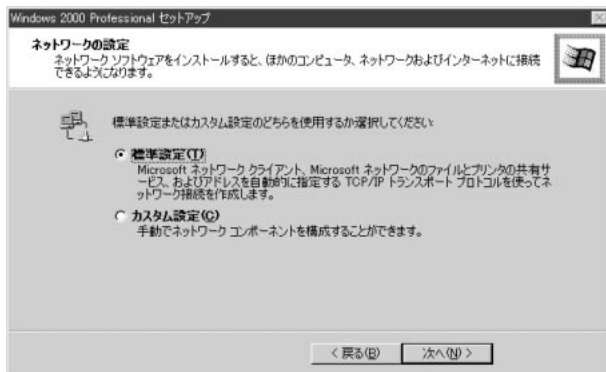 Windows 2000 Professional セットアップ
ネットワークの設定
ネットワーク ソフトウェアをインストールすると、ほかのコンピュータ、ネットワークおよびインターネットに接続
できるようになります。
標準設定またはカスタム設定のどちらを使用するか選択してください
標準設定(T)
Microsoft ネットワーク クライアント、Microsoft ネットワークのファイルとプリンタの共有サ
ービス、およびアドレスを自動的に指定する TCP/IP トランスポート プロトコルを使ってネ
ットワーク接続を作成します。
カスタム設定(C)
手動でネットワーク コンポーネントを構成することができます。
< 戻る(B)
次へ(N) >